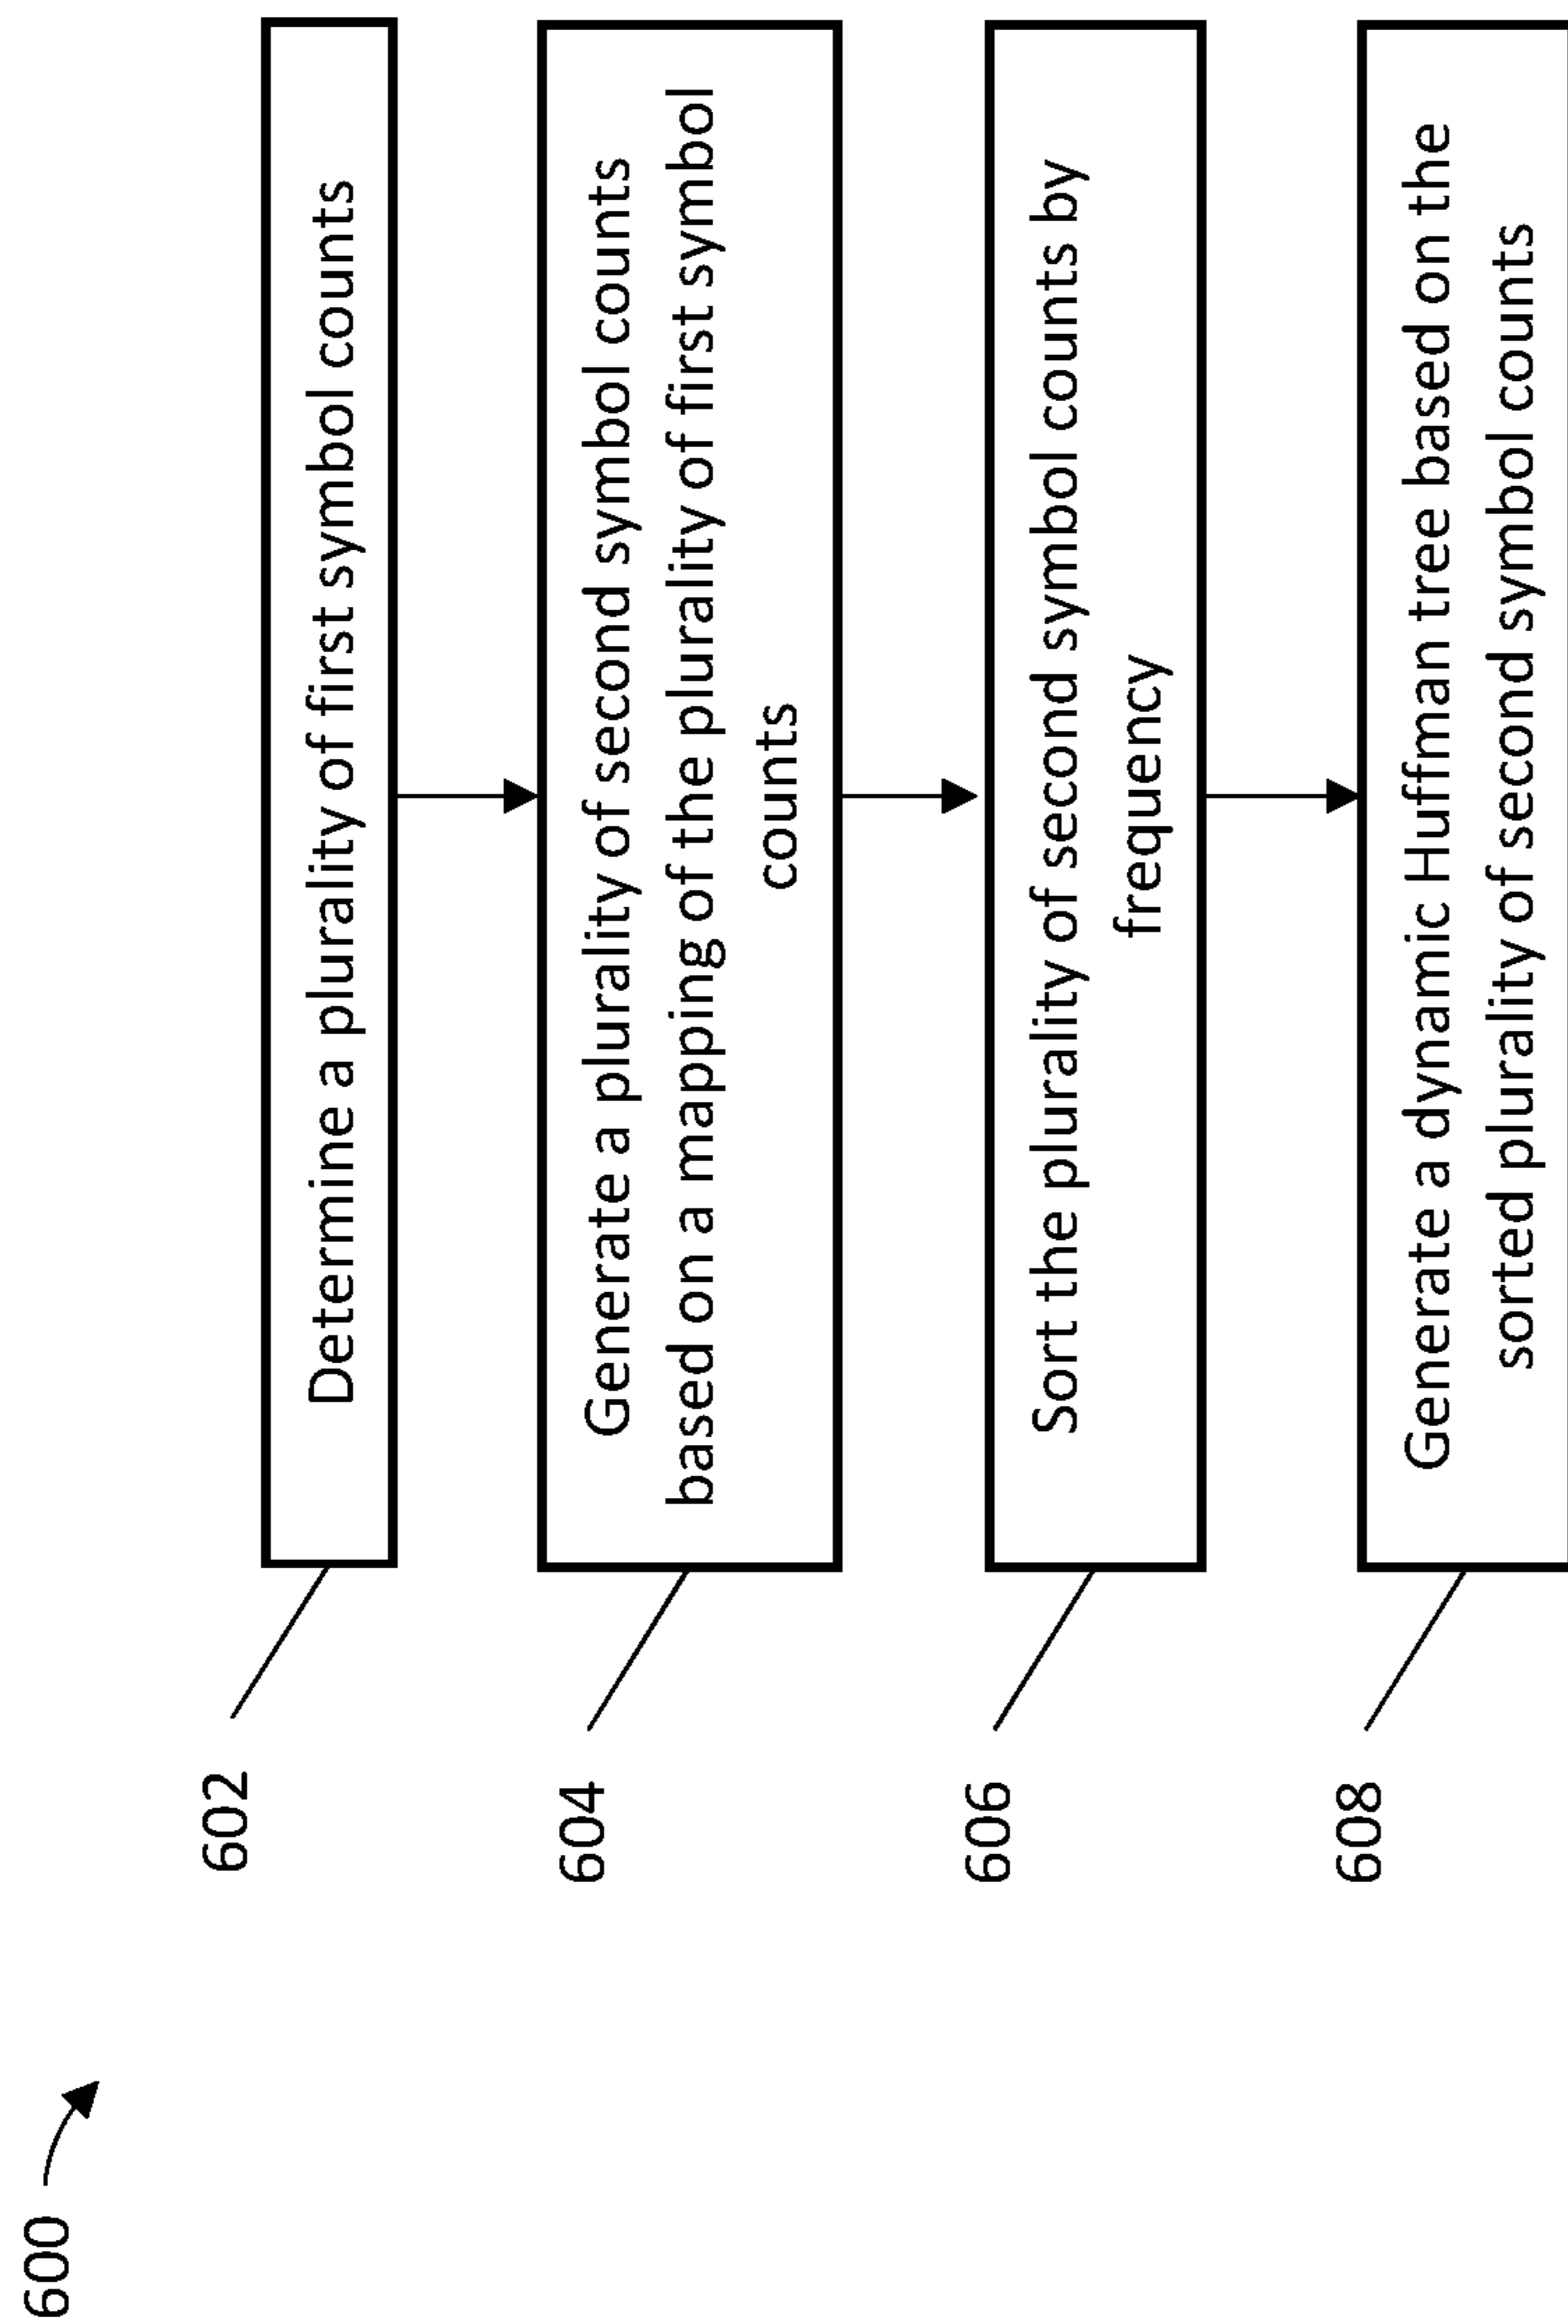 600
602
Determine a plurality of first symbol counts
604
Generate a plurality of second symbol counts
based on a mapping of the plurality of first symbol
counts
606
Sort the plurality of second symbol counts by
frequency
608
Generate a dynamic Huffman tree based on the
sorted plurality of second symbol counts